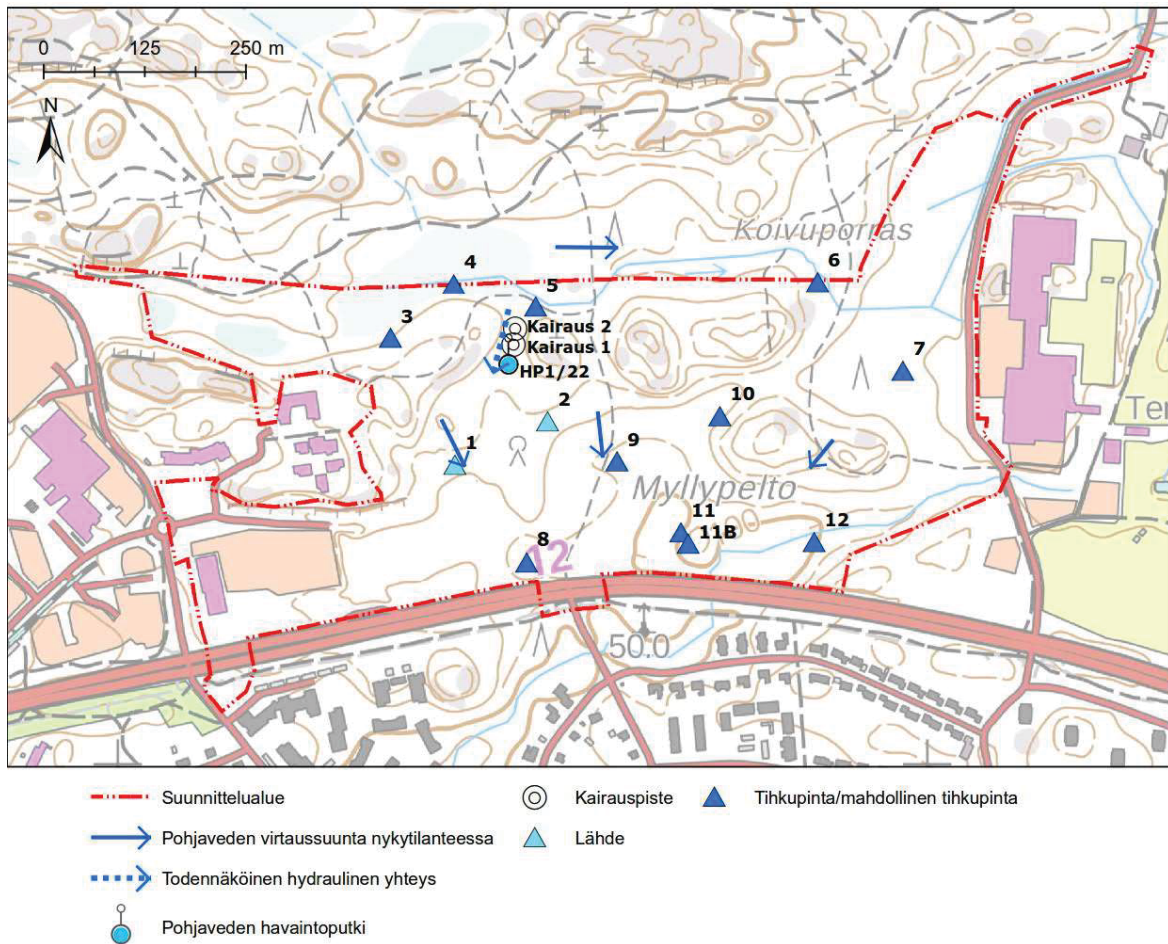 0 125 250 m
N
Koivuporras
4
6
5
3
Kairaus 2
Kairaus 1
HP1/22
7
2
10
1
9
Myllypelto
11
11B
12
8
12
50.0
Suunnittelualue
Kairauspiste
Tihkupinta/mahdollinen tihkupinta
Pohjaveden virtaussuunta nykytilanteessa
Lähde
Todennäköinen hydraulinen yhteys
Pohjaveden havaintoputki